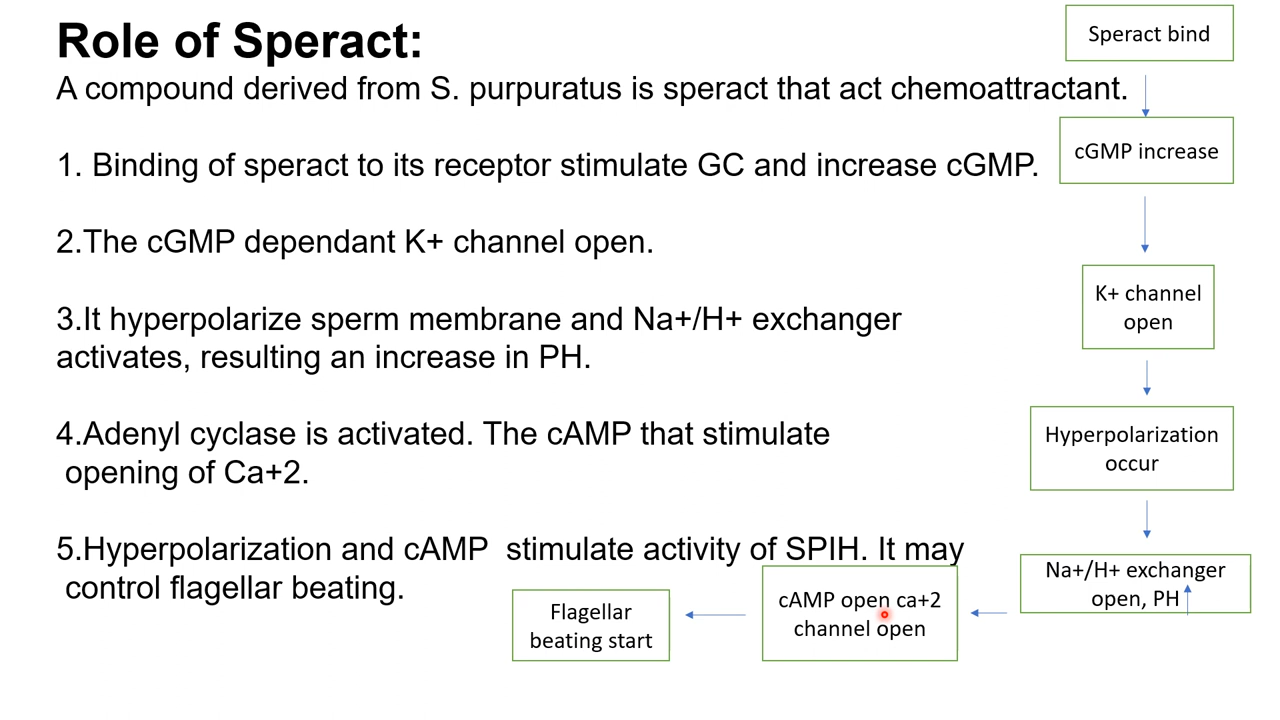 Role of Speract:
A compound derived from S. purpuratus is speract that act chemoattractant.
1. Binding of speract to its receptor stimulate GC and increase cGMP.
2.The cGMP dependant K+ channel open.
3.It hyperpolarize sperm membrane and Na+/H+ exchanger
activates, resulting an increase in PH.
4.Adenyl cyclase is activated. The cAMP that stimulate
opening of Ca+2.
5.Hyperpolarization and cAMP  stimulate activity of SPIH. It may
control flagellar beating.
Speract bind
cGMP increase
K+ channel
open
Hyperpolarization
occur
Na+/H+ exchanger
open, PH
cAMP open ca+2
channel open
Flagellar
beating start